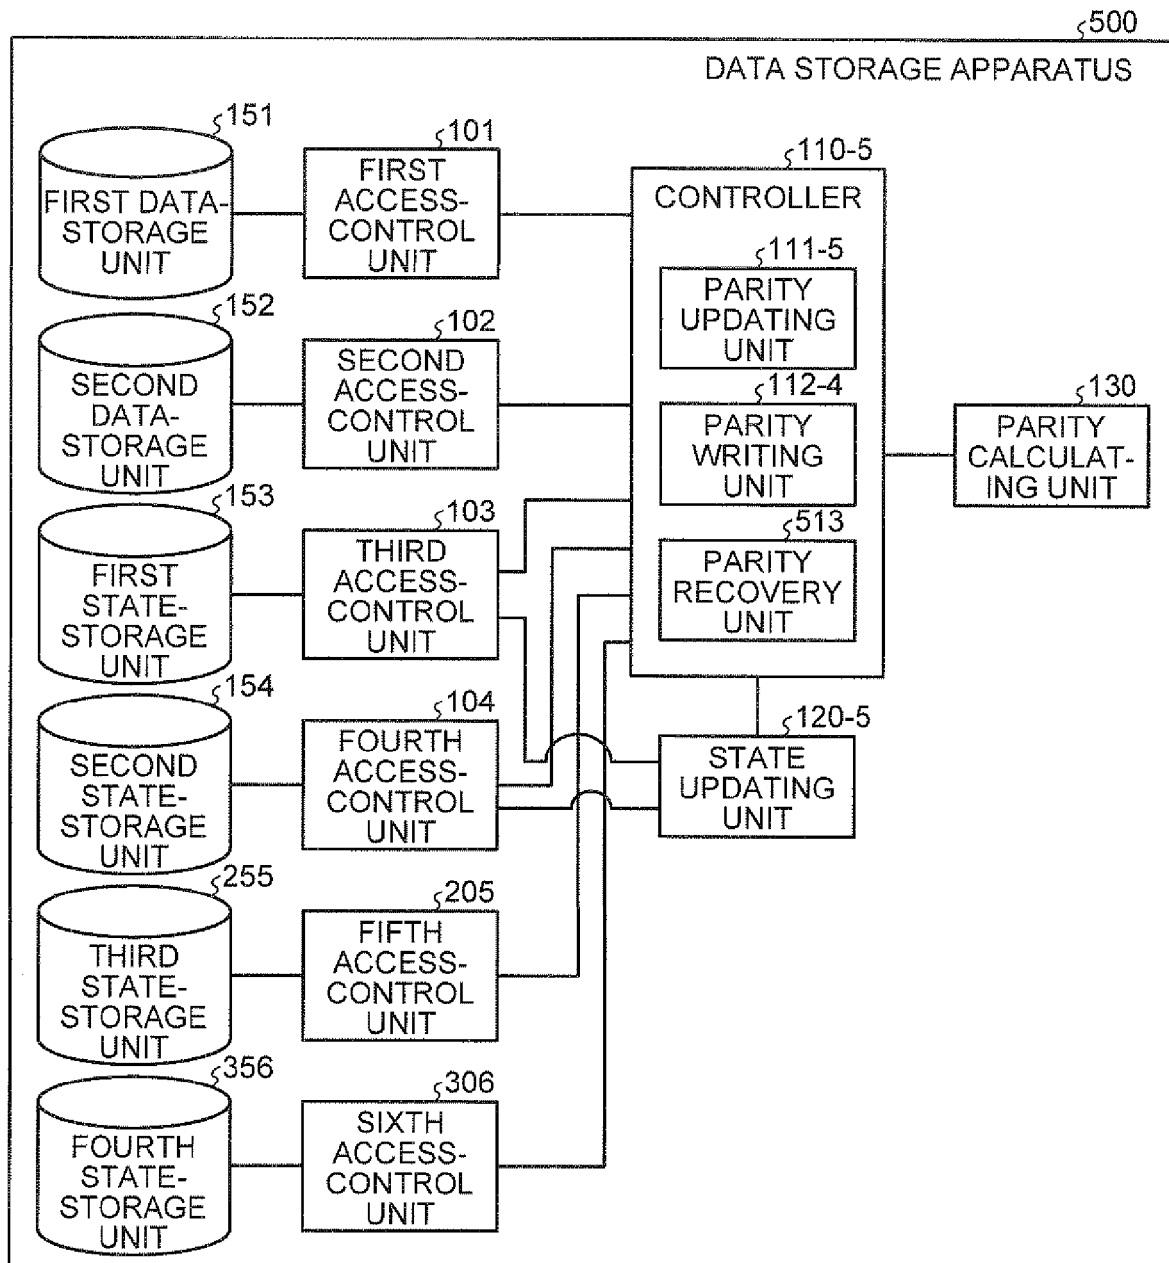 500
DATA STORAGE APPARATUS
151
FIRST DATA-
STORAGE
UNIT
101
FIRST
ACCESS-
CONTROL
UNIT
110-5
CONTROLLER
111-5
PARITY
UPDATING
UNIT
152
SECOND
DATA-
STORAGE
UNIT
102
SECOND
ACCESS-
CONTROL
UNIT
112-4
PARITY
WRITING
UNIT
130
PARITY
CALCULAT-
ING UNIT
153
FIRST
STATE-
STORAGE
UNIT
103
THIRD
ACCESS-
CONTROL
UNIT
513
PARITY
RECOVERY
UNIT
154
SECOND
STATE-
STORAGE
UNIT
104
FOURTH
ACCESS-
CONTROL
UNIT
120-5
STATE
UPDATING
UNIT
255
THIRD
STATE-
STORAGE
UNIT
205
FIFTH
ACCESS-
CONTROL
UNIT
356
FOURTH
STATE-
STORAGE
UNIT
306
SIXTH
ACCESS-
CONTROL
UNIT